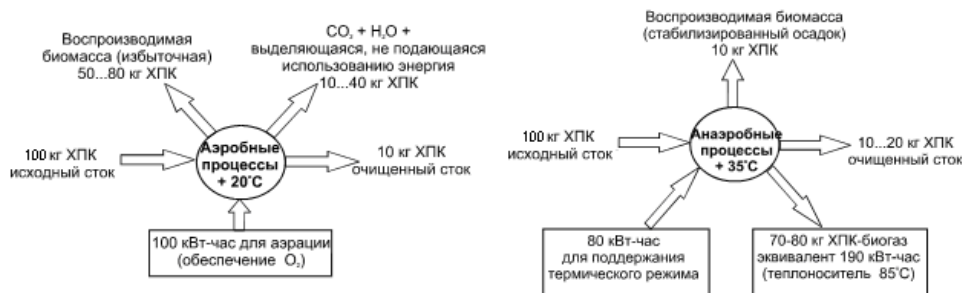 Воспроизводимая
биомасса (избыточная)
50...80 кг ХПК
CO₂ + H₂O +
выделяющаяся, не подающаяся
использованию энергия
10...40 кг ХПК
100 кг ХПК
исходный сток
Аэробные
процессы
+ 20°С
10 кг ХПК
очищенный сток
100 кВт-час для аэрации
(обеспечение O₂)
Воспроизводимая биомасса
(стабилизированный осадок)
10 кг ХПК
100 кг ХПК
исходный сток
Анаэробные
процессы
+ 35°С
10...20 кг ХПК
очищенный сток
80 кВт-час
для поддержания
термического режима
70-80 кг ХПК-биогаз
эквивалент 190 кВт-час
(теплоноситель 85°С)